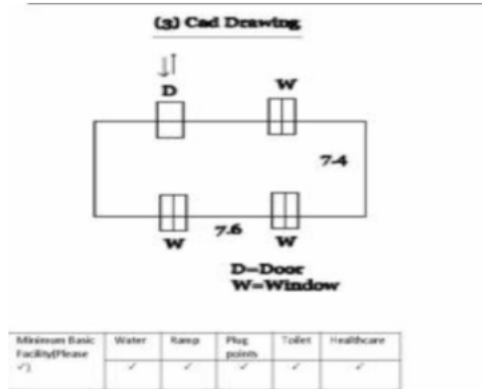 (3) Cad Drawing
↓↑
D
W
7.4
W
7.6
W
D=Door
W=Window
Minimum Basic Facility(Please ✓) Water Ramp Plug points Toilet Healthcare
✓ ✓ ✓ ✓ ✓